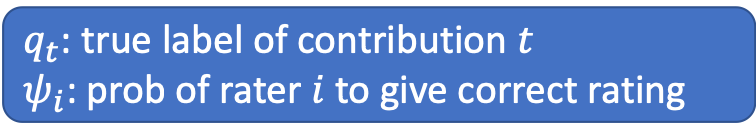 q_t: true label of contribution t
ψ_i: prob of rater i to give correct rating